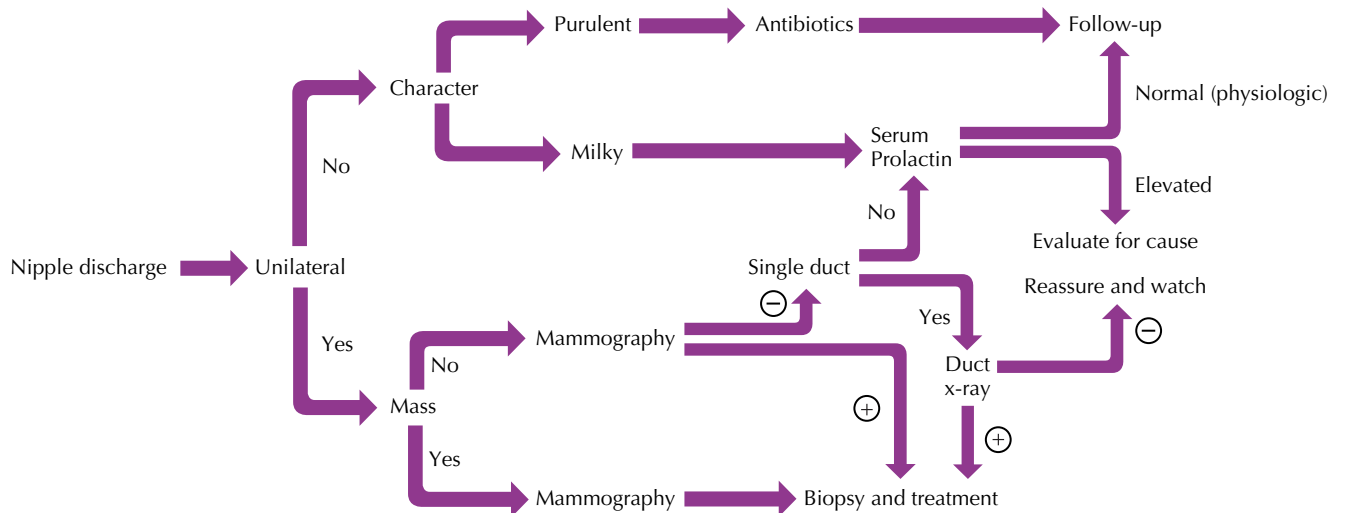 Purulent
Antibiotics
Follow-up
Character
Normal (physiologic)
No
Milky
Serum
Prolactin
Elevated
No
Evaluate for cause
Nipple discharge
Unilateral
Single duct
Reassure and watch
−
Yes
Mammography
Yes
−
No
Duct
x-ray
Mass
+
+
Yes
Mammography
Biopsy and treatment